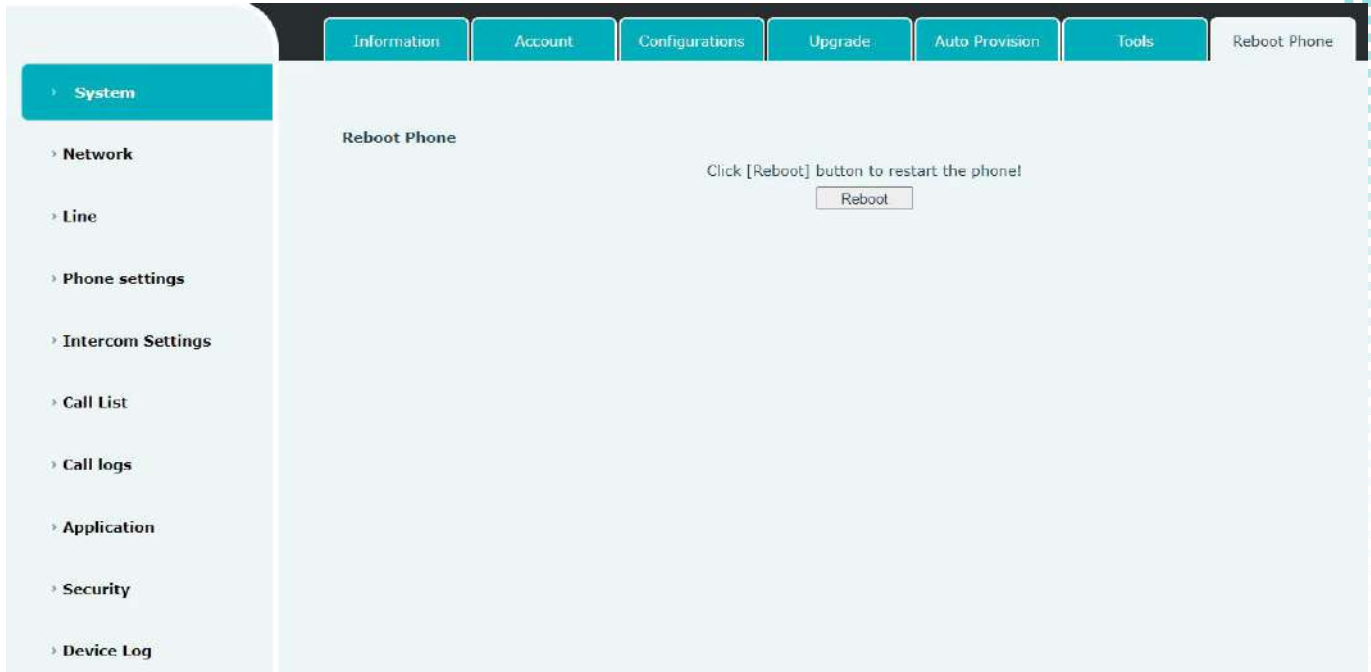 Information Account Configurations Upgrade Auto Provision Tools Reboot Phone
System
Network
Line
Phone settings
Intercom Settings
Call List
Call logs
Application
Security
Device Log
Reboot Phone
Click [Reboot] button to restart the phone!
Reboot